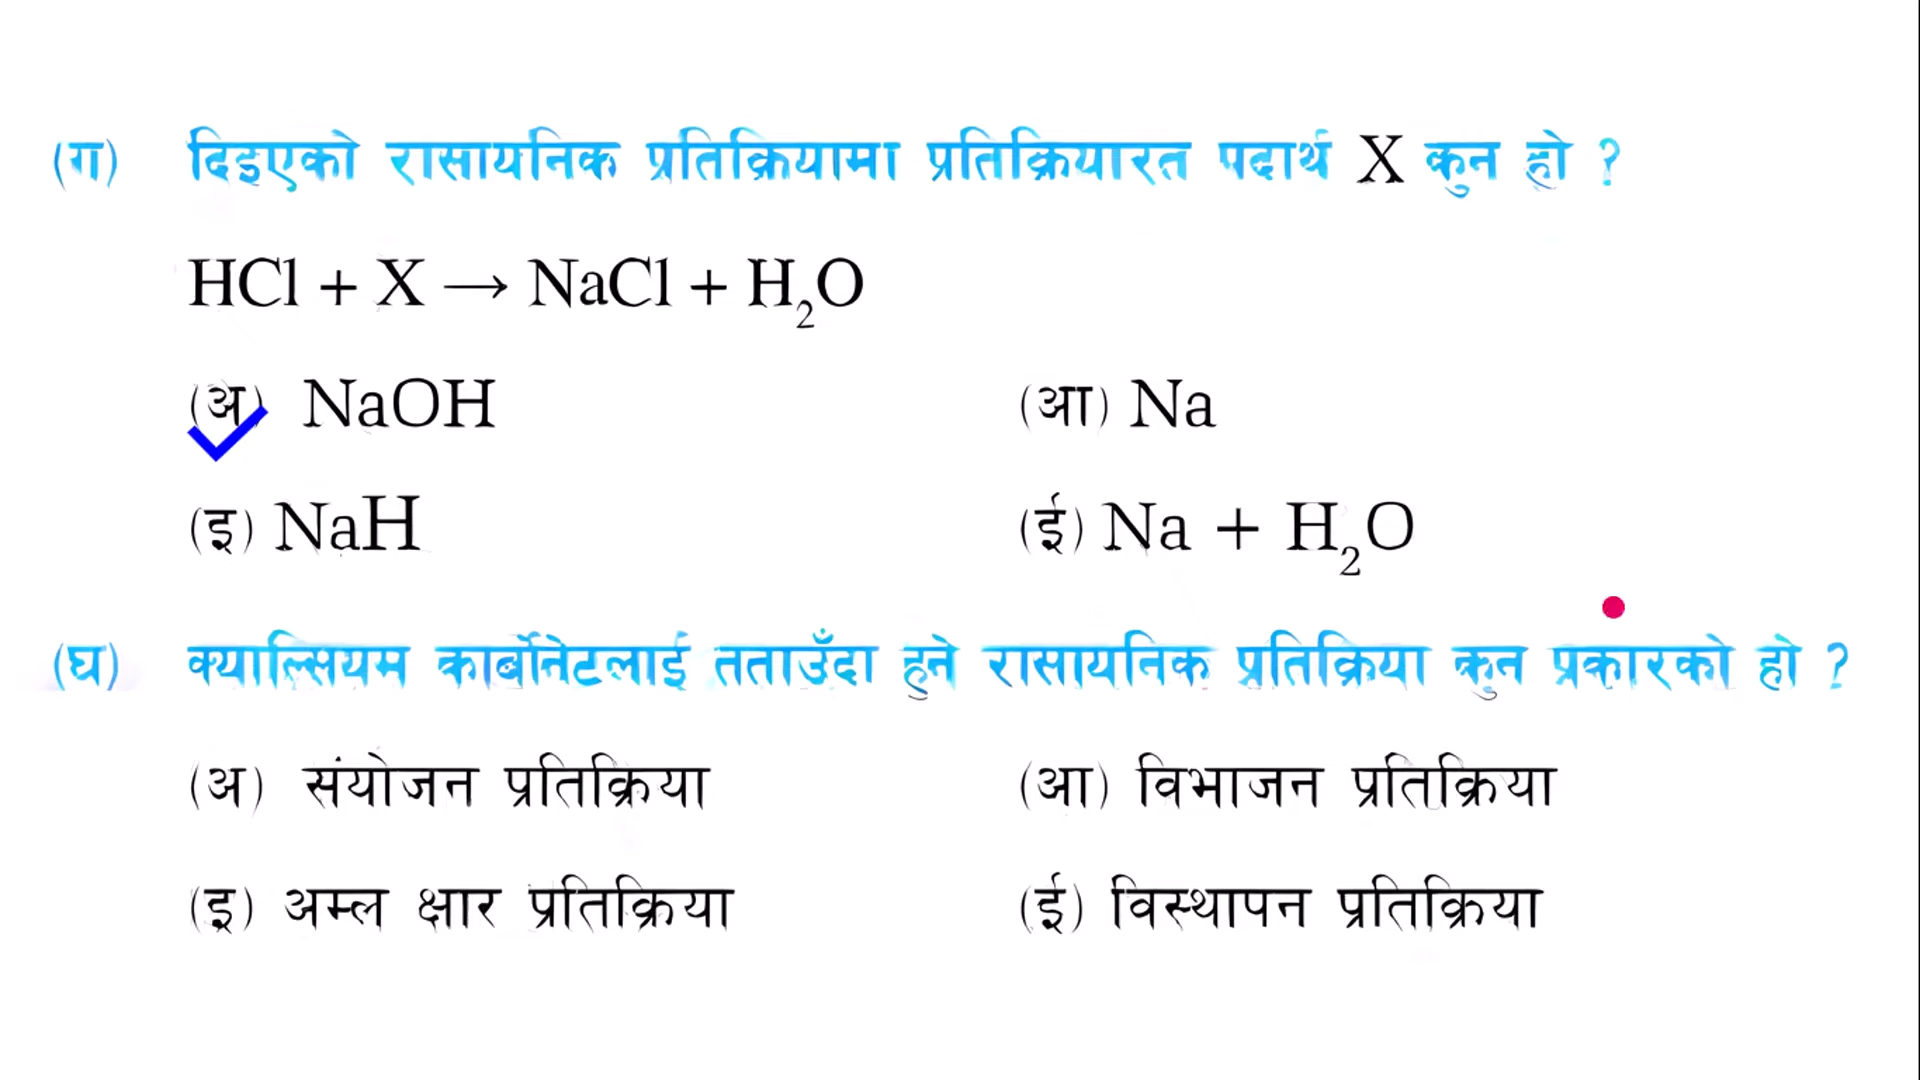 (ग) दिइएको रासायनिक प्रतिक्रियामा प्रतिक्रियारत पदार्थ X कुन हो ?
HCl + X → NaCl + H₂O
(अ) NaOH (आ) Na
(इ) NaH (ई) Na + H₂O
(घ) क्याल्सियम कार्बोनेटलाई तताउँदा हुने रासायनिक प्रतिक्रिया कुन प्रकारको हो ?
(अ) संयोजन प्रतिक्रिया (आ) विभाजन प्रतिक्रिया
(इ) अम्ल क्षार प्रतिक्रिया (ई) विस्थापन प्रतिक्रिया